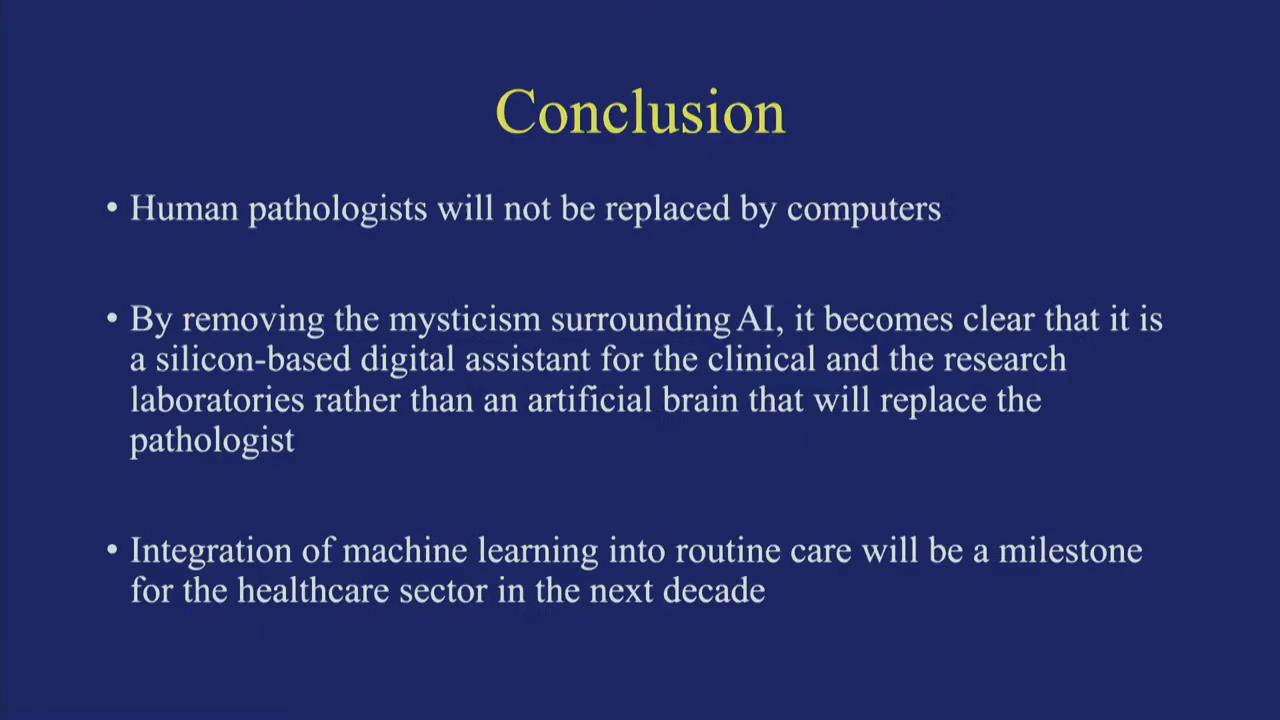 Conclusion
• Human pathologists will not be replaced by computers
• By removing the mysticism surrounding AI, it becomes clear that it is
a silicon-based digital assistant for the clinical and the research
laboratories rather than an artificial brain that will replace the
pathologist
• Integration of machine learning into routine care will be a milestone
for the healthcare sector in the next decade